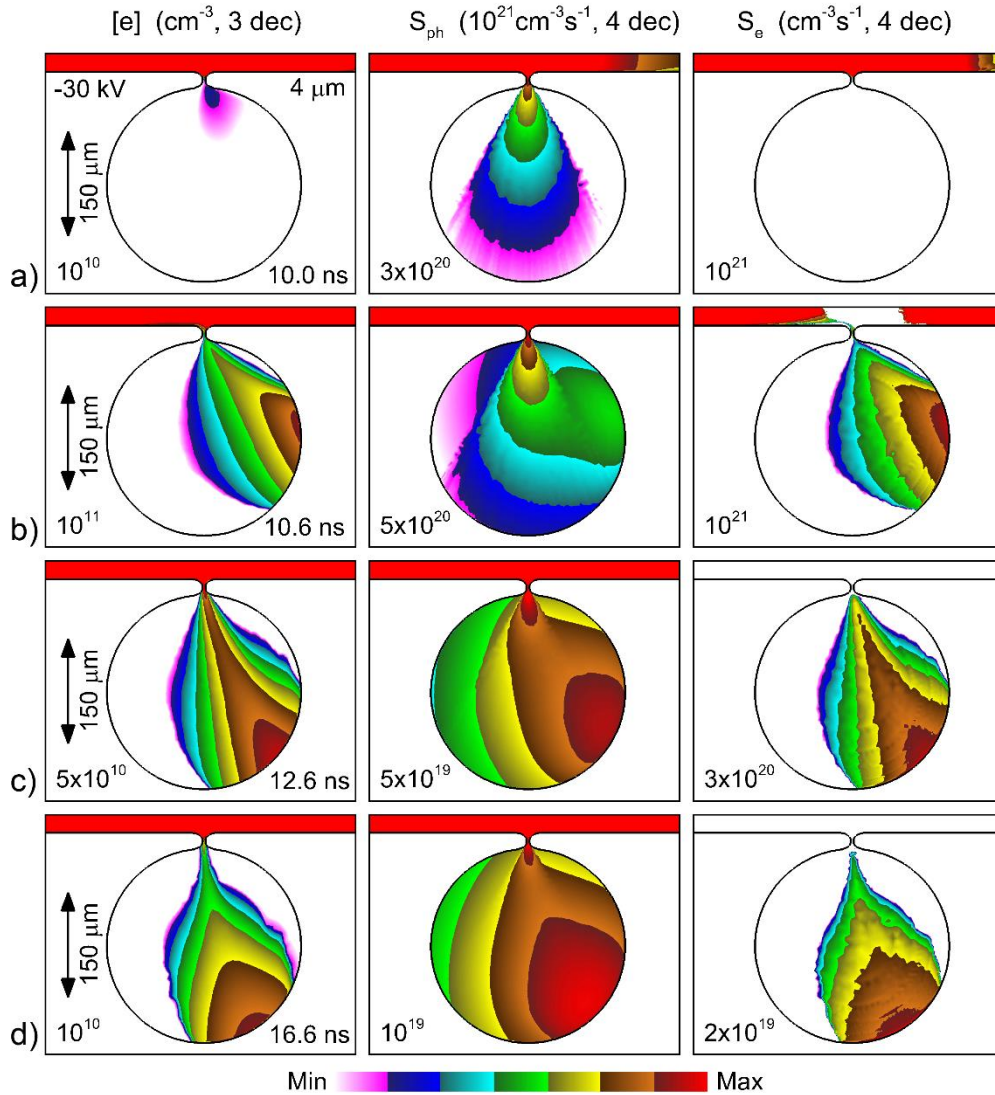 [e] (cm⁻³, 3 dec) S_ph (10²¹cm⁻³s⁻¹, 4 dec) S_e (cm⁻³s⁻¹, 4 dec)
-30 kV 4 μm
150 μm
a) 10¹⁰ 10.0 ns 3x10²⁰ 10²¹
150 μm
b) 10¹¹ 10.6 ns 5x10²⁰ 10²¹
150 μm
c) 5x10¹⁰ 12.6 ns 5x10¹⁹ 3x10²⁰
150 μm
d) 10¹⁰ 16.6 ns 10¹⁹ 2x10¹⁹
Min Max